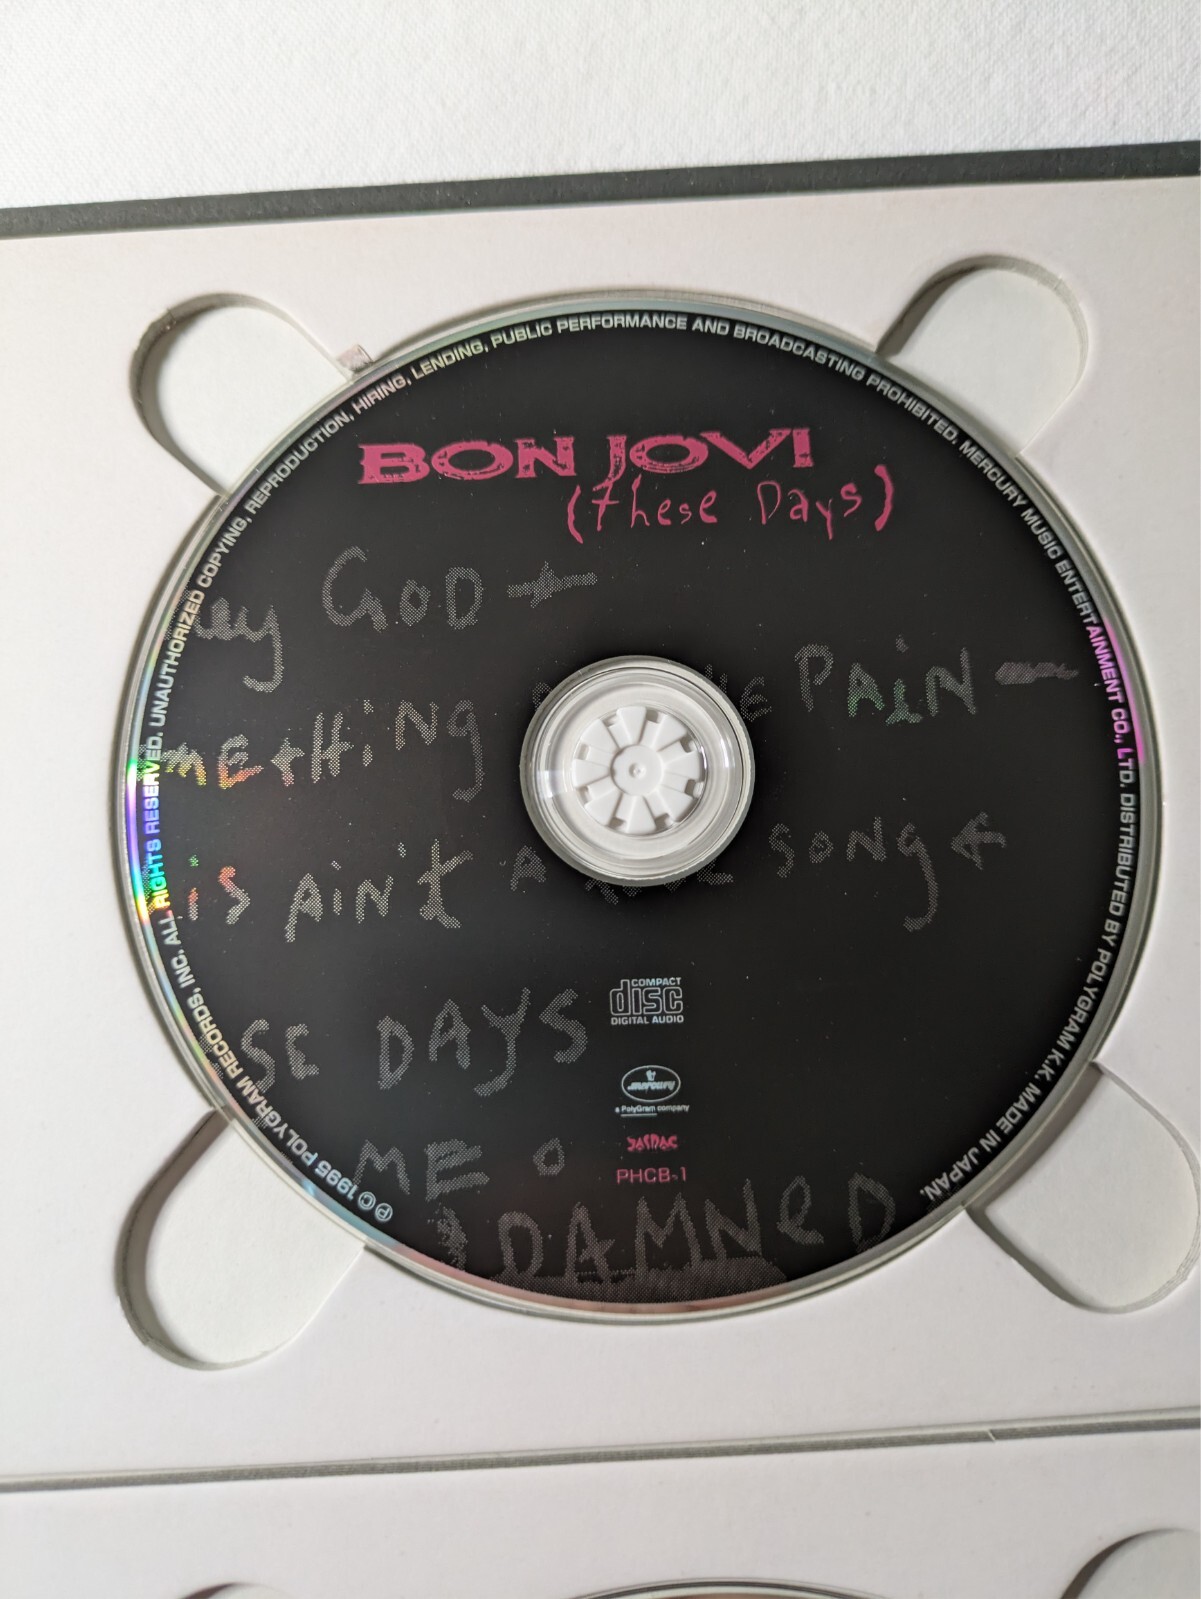 BON JOVI
(these Days)
GOD
PAiN
AiN't A SONG
DAYS
ME
DAMNED
COMPACT
disc
DIGITAL AUDIO
mercury
a PolyGram company
PHCB-1
℗©1995 POLYGRAM RECORDS, INC. ALL RIGHTS RESERVED. UNAUTHORIZED COPYING, REPRODUCTION, HIRING, LENDING, PUBLIC PERFORMANCE AND BROADCASTING PROHIBITED. MERCURY MUSIC ENTERTAINMENT CO., LTD. DISTRIBUTED BY POLYGRAM K.K. MADE IN JAPAN.